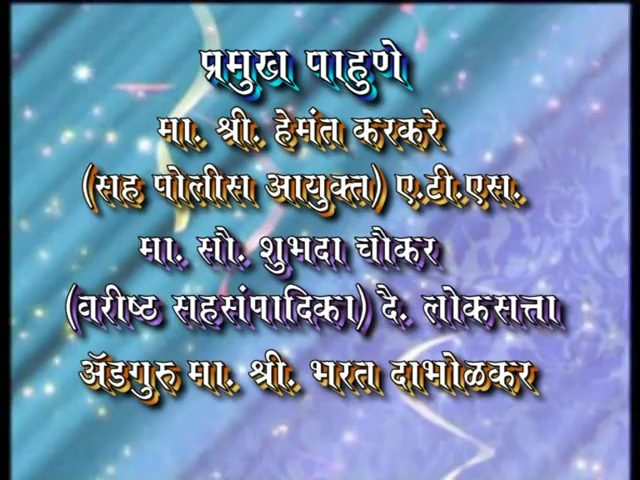 प्रमुख पाहुणे
मा. श्री. हेमंत करकरे
(सह पोलीस आयुक्त) ए.टी.एस.
मा. सौ. शुभदा चौकर
(वरीष्ठ सहसंपादिका) दै. लोकसत्ता
ॲडगुरु मा. श्री. भरत दाभोळकर